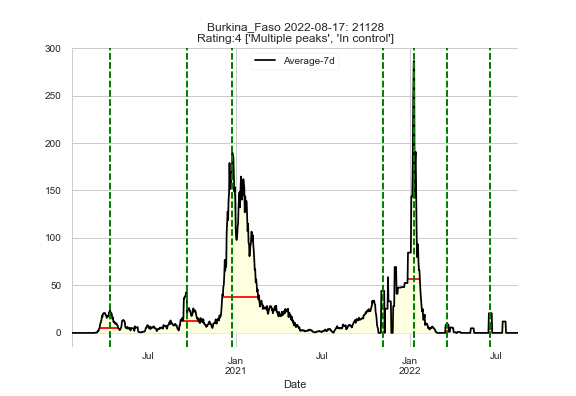 Burkina_Faso 2022-08-17: 21128
Rating:4 ['Multiple peaks', 'In control']
Average-7d
300
250
200
150
100
50
0
Jul
Jan
2021
Jul
Jan
2022
Jul
Date